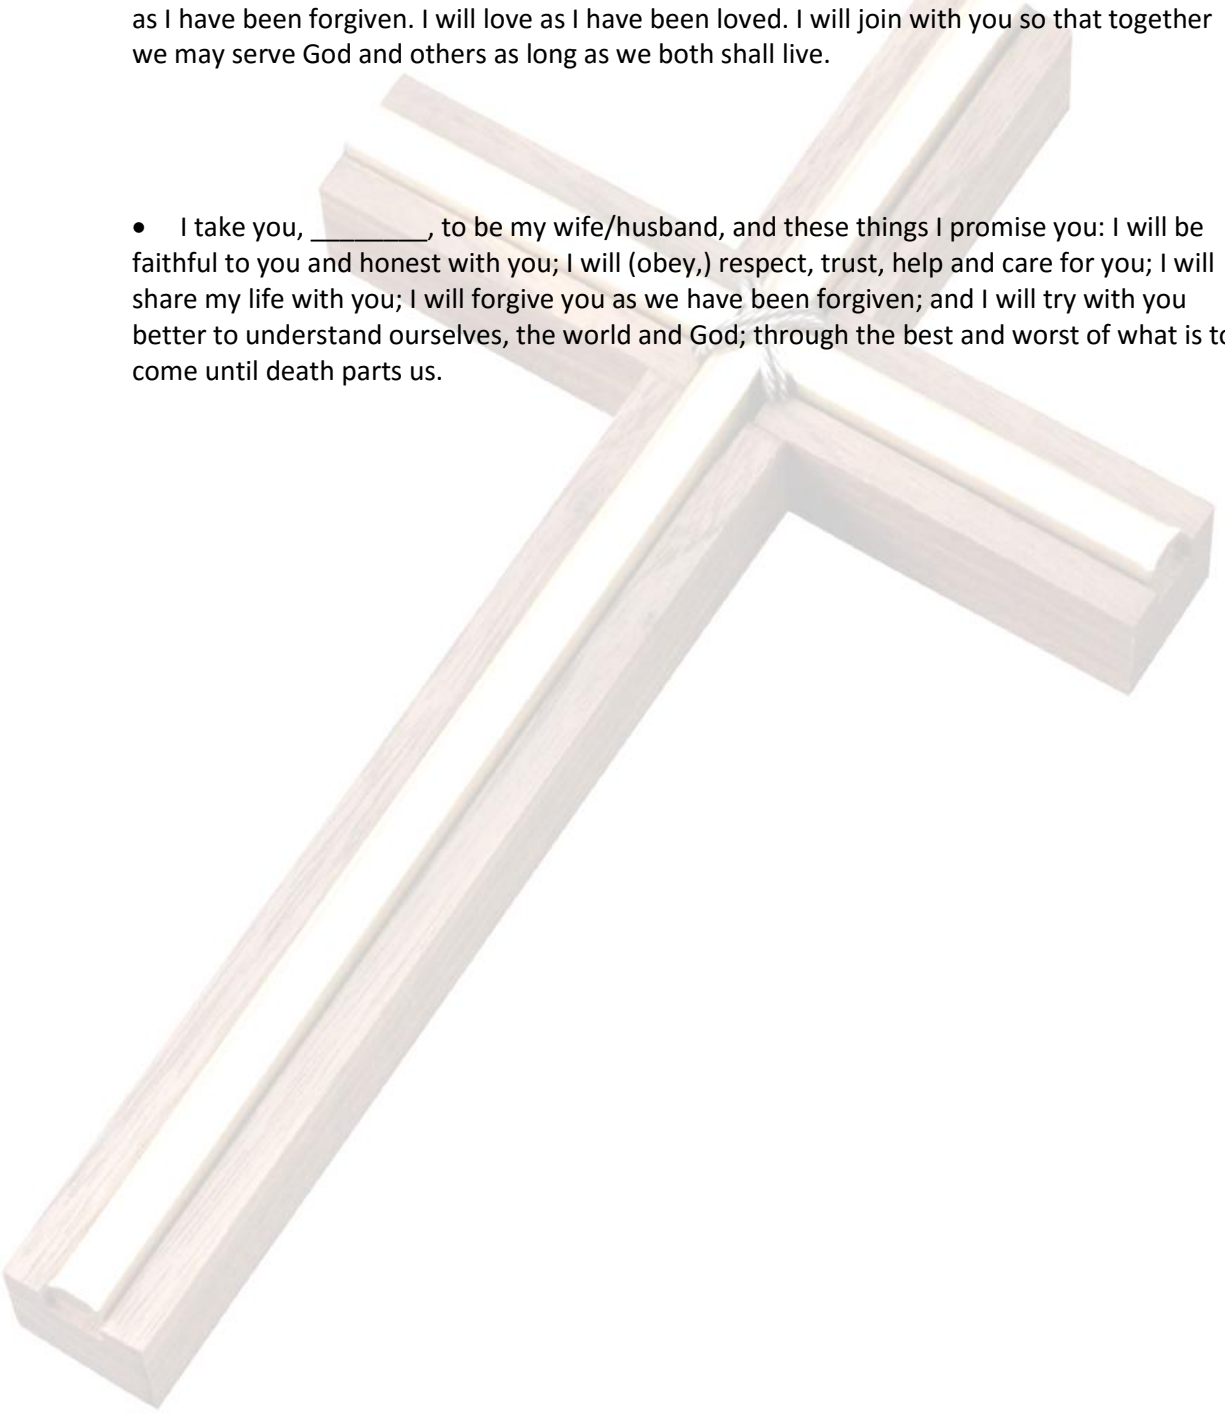 as I have been forgiven. I will love as I have been loved. I will join with you so that together
we may serve God and others as long as we both shall live.
• I take you, ________, to be my wife/husband, and these things I promise you: I will be
faithful to you and honest with you; I will (obey,) respect, trust, help and care for you; I will
share my life with you; I will forgive you as we have been forgiven; and I will try with you
better to understand ourselves, the world and God; through the best and worst of what is to
come until death parts us.